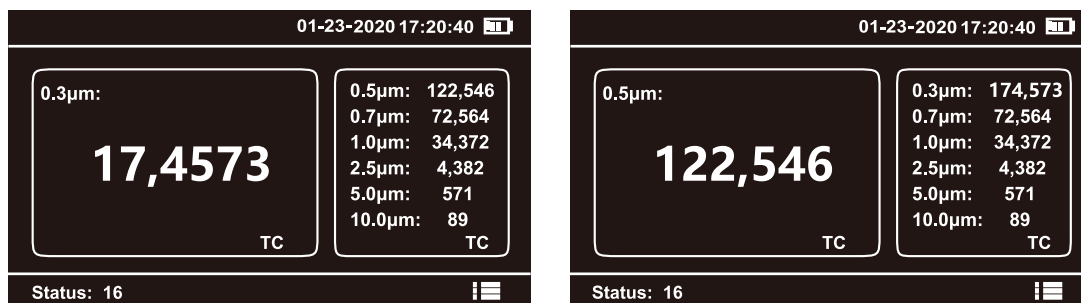 01-23-2020 17:20:40
0.3µm:
17,4573
TC
0.5µm: 122,546
0.7µm: 72,564
1.0µm: 34,372
2.5µm: 4,382
5.0µm: 571
10.0µm: 89
TC
Status: 16
01-23-2020 17:20:40
0.5µm:
122,546
TC
0.3µm: 174,573
0.7µm: 72,564
1.0µm: 34,372
2.5µm: 4,382
5.0µm: 571
10.0µm: 89
TC
Status: 16